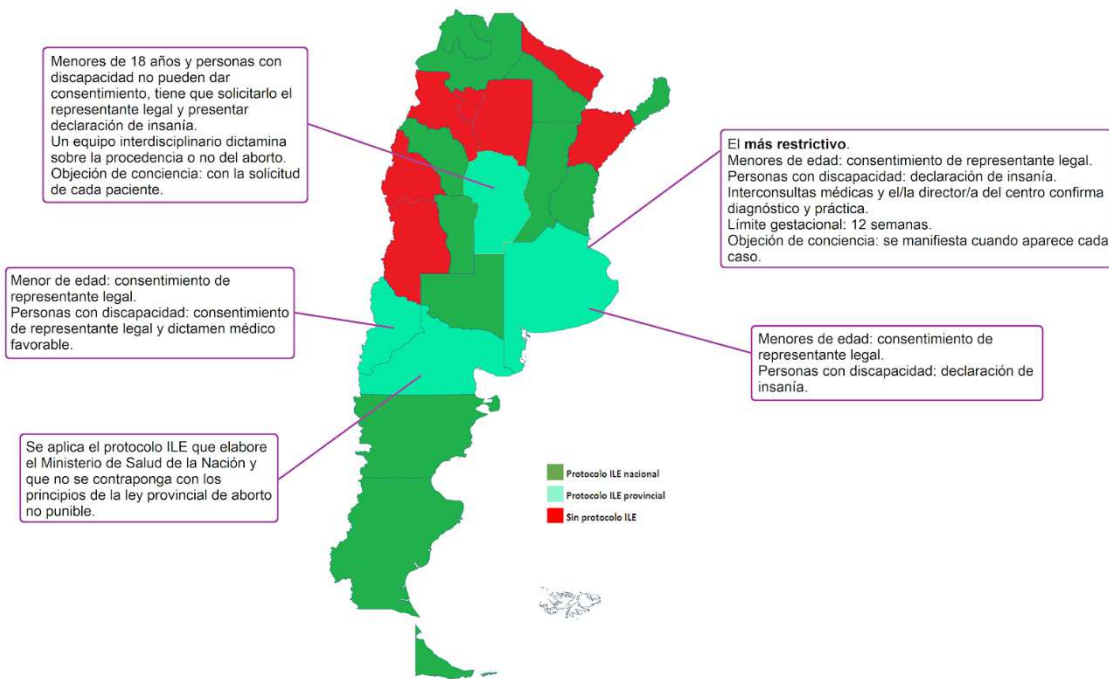 Menores de 18 años y personas con
discapacidad no pueden dar
consentimiento, tiene que solicitarlo el
representante legal y presentar
declaración de insanía.
Un equipo interdisciplinario dictamina
sobre la procedencia o no del aborto.
Objeción de conciencia: con la solicitud
de cada paciente.
El más restrictivo.
Menores de edad: consentimiento de representante legal.
Personas con discapacidad: declaración de insanía.
Interconsultas médicas y el/la director/a del centro confirma
diagnóstico y práctica.
Límite gestacional: 12 semanas.
Objeción de conciencia: se manifiesta cuando aparece cada
caso.
Menor de edad: consentimiento de
representante legal.
Personas con discapacidad: consentimiento
de representante legal y dictamen médico
favorable.
Menores de edad: consentimiento de
representante legal.
Personas con discapacidad: declaración de
insanía.
Se aplica el protocolo ILE que elabore
el Ministerio de Salud de la Nación y
que no se contraponga con los
principios de la ley provincial de aborto
no punible.
Protocolo ILE nacional
Protocolo ILE provincial
Sin protocolo ILE